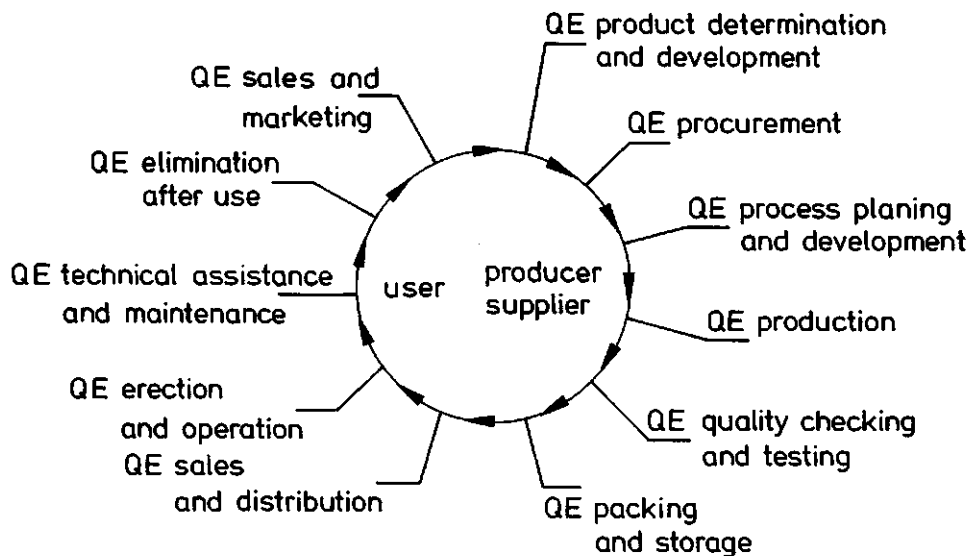 QE product determination
and development
QE procurement
QE process planing
and development
QE production
QE quality checking
and testing
QE packing
and storage
QE sales
and distribution
QE erection
and operation
QE technical assistance
and maintenance
QE elimination
after use
QE sales and
marketing
user
producer
supplier